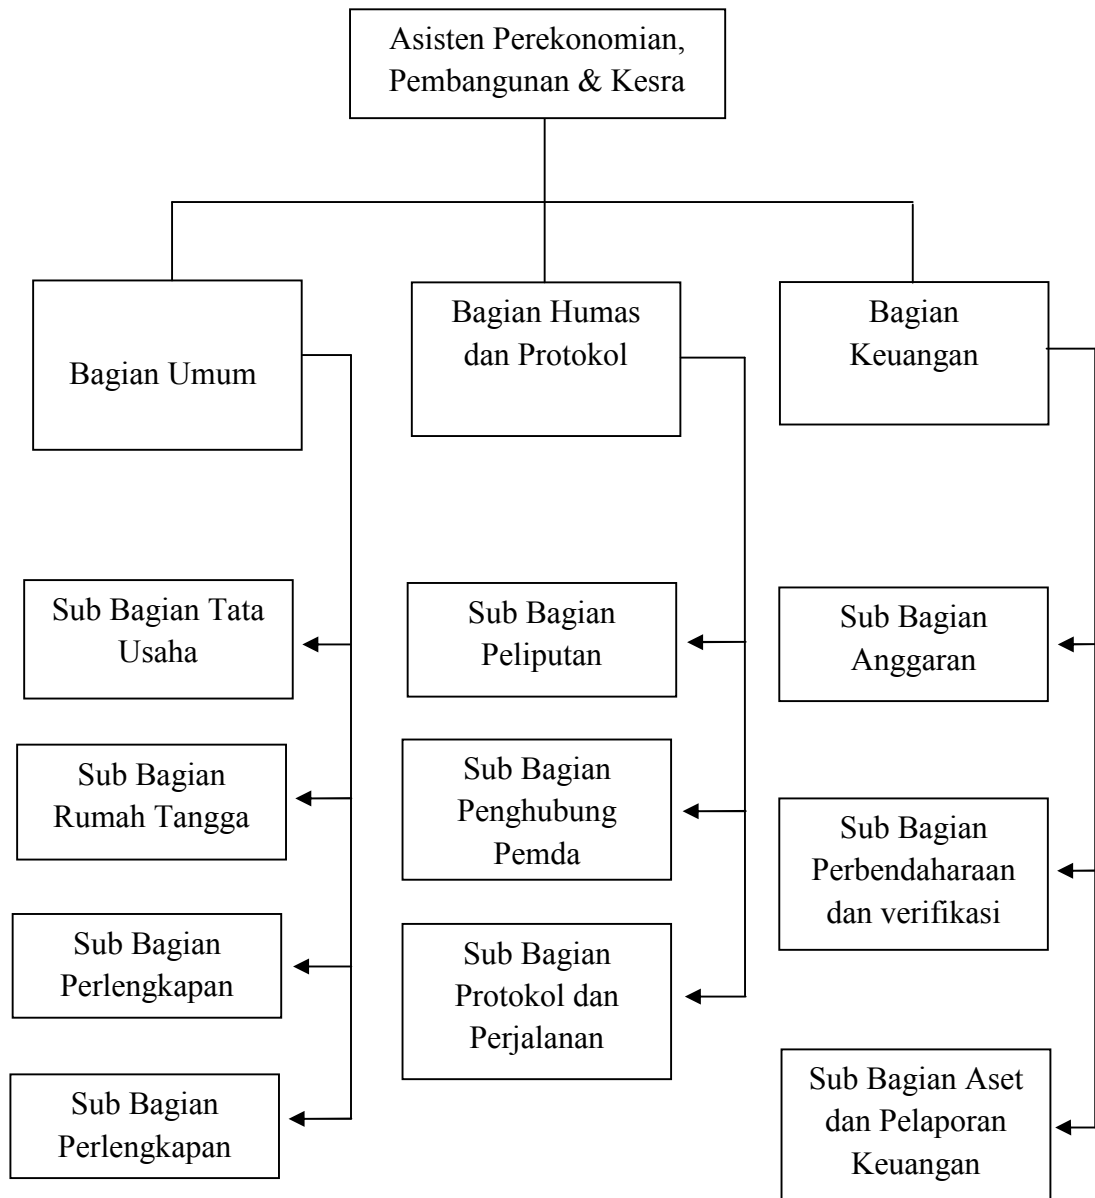 Asisten Perekonomian,
Pembangunan & Kesra
Bagian Umum
Bagian Humas
dan Protokol
Bagian
Keuangan
Sub Bagian Tata
Usaha
Sub Bagian
Rumah Tangga
Sub Bagian
Perlengkapan
Sub Bagian
Perlengkapan
Sub Bagian
Peliputan
Sub Bagian
Penghubung
Pemda
Sub Bagian
Protokol dan
Perjalanan
Sub Bagian
Anggaran
Sub Bagian
Perbendaharaan
dan verifikasi
Sub Bagian Aset
dan Pelaporan
Keuangan